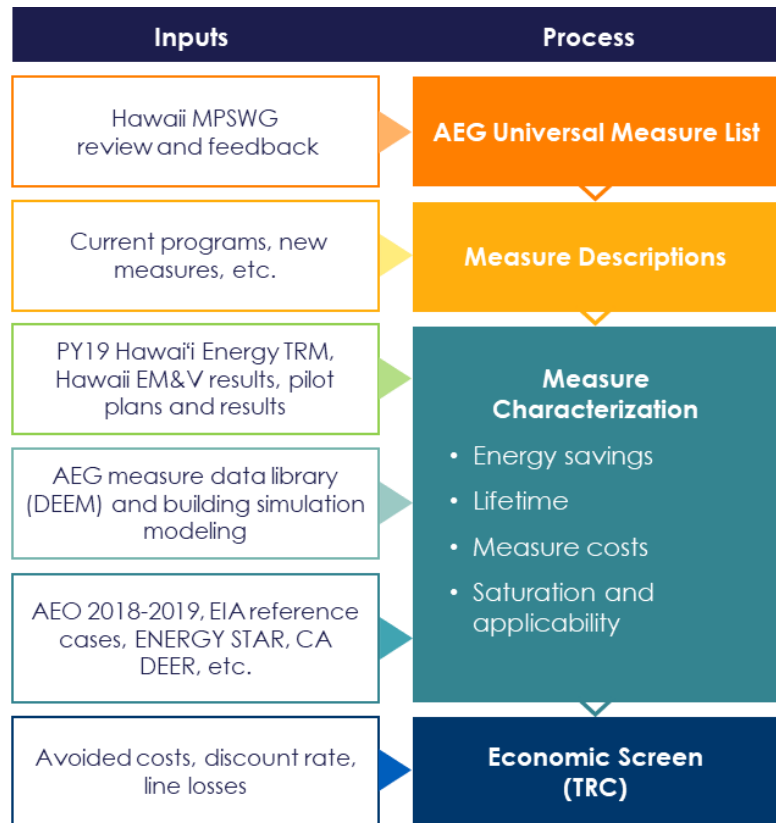 Inputs
Process
Hawaii MPSWG
review and feedback
AEG Universal Measure List
Current programs, new
measures, etc.
Measure Descriptions
PY19 Hawai‘i Energy TRM,
Hawaii EM&V results, pilot
plans and results
AEG measure data library
(DEEM) and building simulation
modeling
AEO 2018-2019, EIA reference
cases, ENERGY STAR, CA
DEER, etc.
Measure
Characterization
• Energy savings
• Lifetime
• Measure costs
• Saturation and
applicability
Avoided costs, discount rate,
line losses
Economic Screen
(TRC)